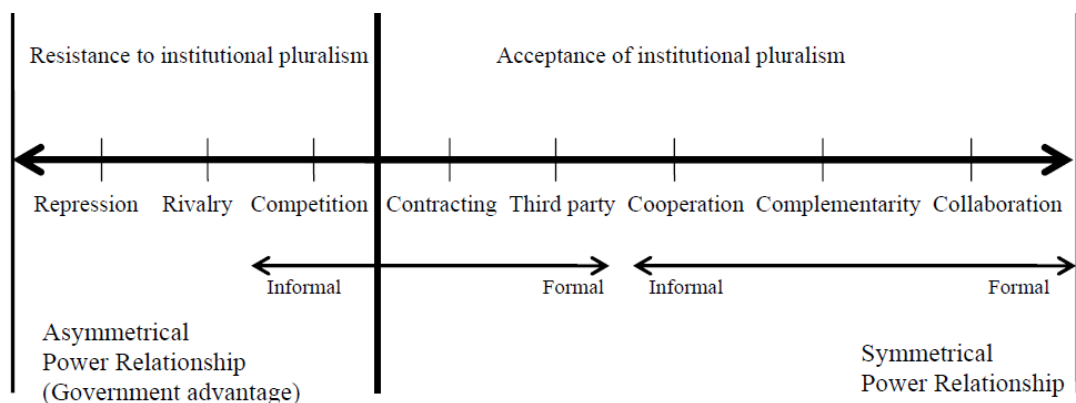 Resistance to institutional pluralism
Acceptance of institutional pluralism
Repression
Rivalry
Competition
Contracting
Third party
Cooperation
Complementarity
Collaboration
Informal
Formal
Informal
Formal
Asymmetrical
Power Relationship
(Government advantage)
Symmetrical
Power Relationship